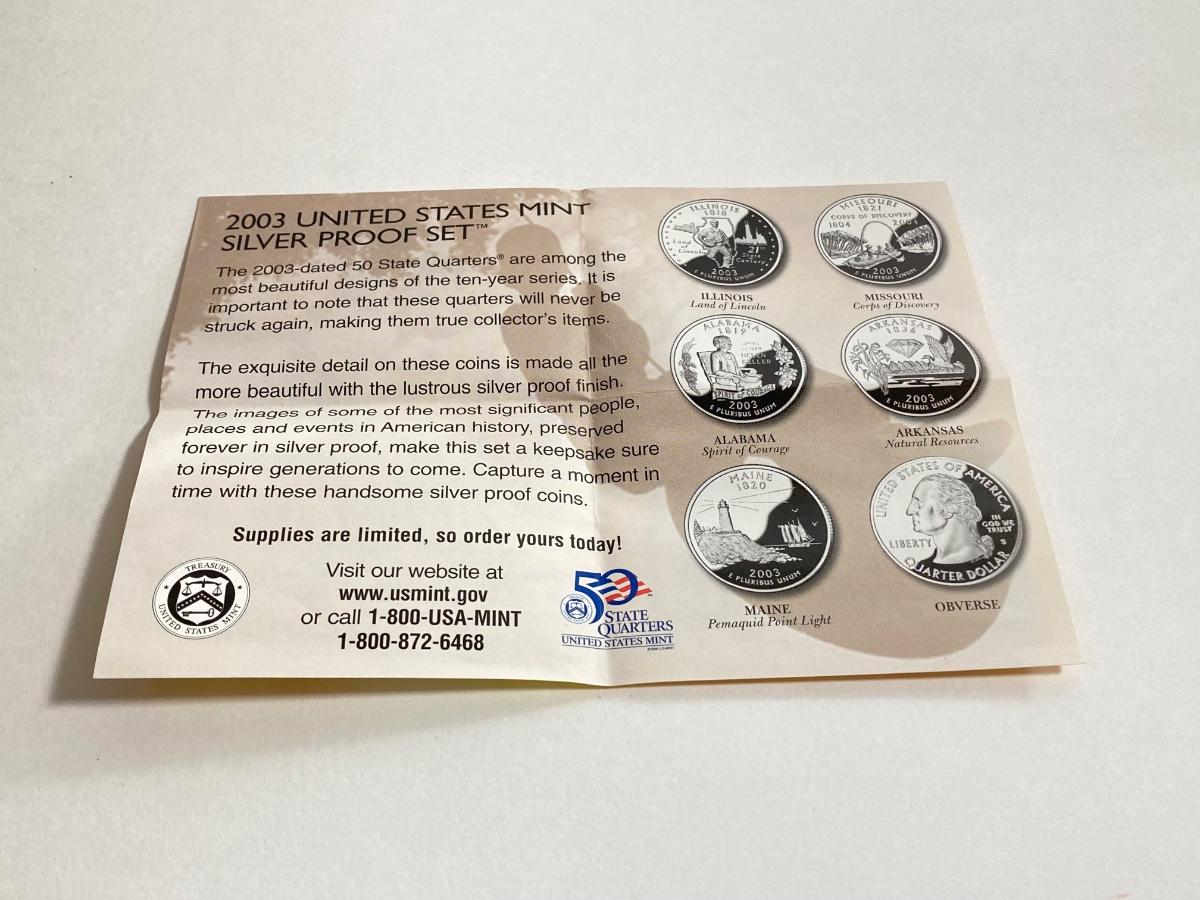 2003 UNITED STATES MINT
SILVER PROOF SET™
The 2003-dated 50 State Quarters® are among the
most beautiful designs of the ten-year series. It is
important to note that these quarters will never be
struck again, making them true collector's items.
The exquisite detail on these coins is made all the
more beautiful with the lustrous silver proof finish.
The images of some of the most significant people,
places and events in American history, preserved
forever in silver proof, make this set a keepsake sure
to inspire generations to come. Capture a moment in
time with these handsome silver proof coins.
Supplies are limited, so order yours today!
TREASURY
UNITED STATES MINT
Visit our website at
www.usmint.gov
or call 1-800-USA-MINT
1-800-872-6468
50
STATE
QUARTERS
UNITED STATES MINT
ILLINOIS
1818
Land
of
Lincoln
21st
State
Century
2003
E PLURIBUS UNUM
ILLINOIS
Land of Lincoln
MISSOURI
1821
CORPS OF DISCOVERY
1804 2004
2003
E PLURIBUS UNUM
MISSOURI
Corps of Discovery
ALABAMA
1819
HELEN
KELLER
SPIRIT of COURAGE
2003
E PLURIBUS UNUM
ALABAMA
Spirit of Courage
ARKANSAS
1836
2003
E PLURIBUS UNUM
ARKANSAS
Natural Resources
MAINE
1820
2003
E PLURIBUS UNUM
MAINE
Pemaquid Point Light
UNITED STATES OF AMERICA
LIBERTY
IN
GOD WE
TRUST
S
QUARTER DOLLAR
OBVERSE